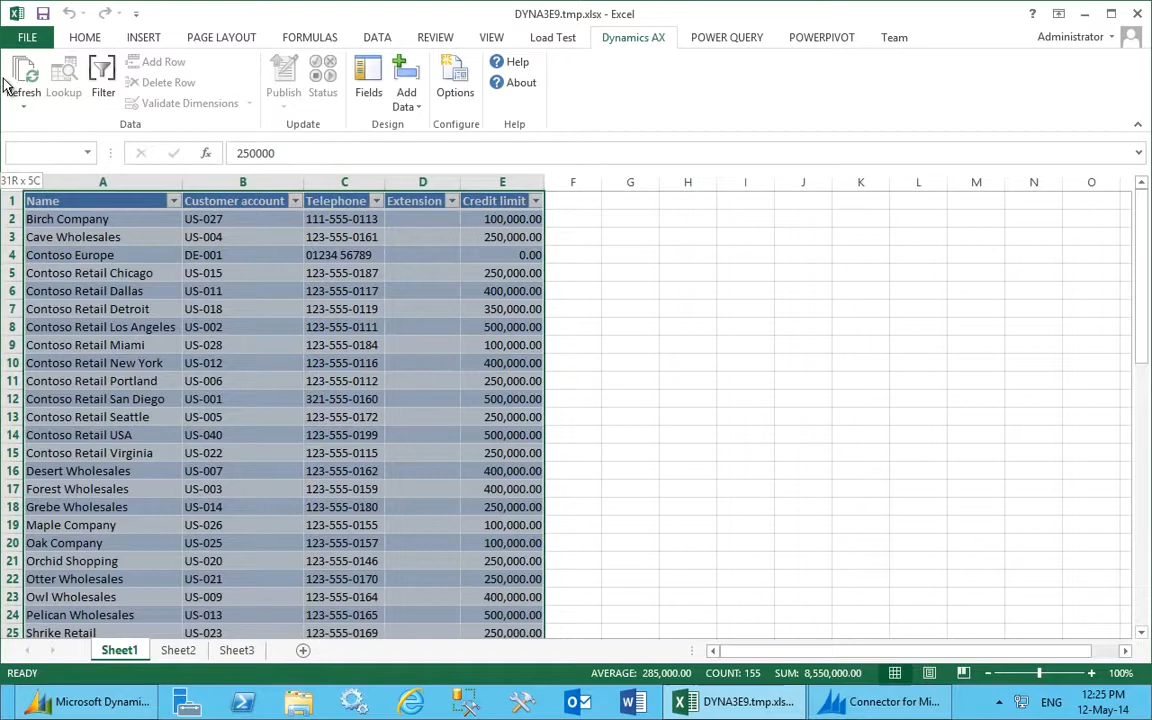 DYNA3E9.tmp.xlsx - Excel
?
FILE HOME INSERT PAGE LAYOUT FORMULAS DATA REVIEW VIEW Load Test Dynamics AX POWER QUERY POWERPIVOT Team Administrator
Refresh Lookup Filter
Add Row
Delete Row
Validate Dimensions
Publish Status
Fields Add Data
Options
Help
About
Data Update Design Configure Help
fx 250000
31R x 5C
A B C D E F G H I J K L M N O
1 Name Customer account Telephone Extension Credit limit
2 Birch Company US-027 111-555-0113 100,000.00
3 Cave Wholesales US-004 123-555-0161 250,000.00
4 Contoso Europe DE-001 01234 56789 0.00
5 Contoso Retail Chicago US-015 123-555-0187 250,000.00
6 Contoso Retail Dallas US-011 123-555-0117 400,000.00
7 Contoso Retail Detroit US-018 123-555-0119 350,000.00
8 Contoso Retail Los Angeles US-002 123-555-0111 500,000.00
9 Contoso Retail Miami US-028 123-555-0184 100,000.00
10 Contoso Retail New York US-012 123-555-0116 400,000.00
11 Contoso Retail Portland US-006 123-555-0112 250,000.00
12 Contoso Retail San Diego US-001 321-555-0160 500,000.00
13 Contoso Retail Seattle US-005 123-555-0172 250,000.00
14 Contoso Retail USA US-040 123-555-0199 500,000.00
15 Contoso Retail Virginia US-022 123-555-0115 250,000.00
16 Desert Wholesales US-007 123-555-0162 400,000.00
17 Forest Wholesales US-003 123-555-0159 400,000.00
18 Grebe Wholesales US-014 123-555-0180 250,000.00
19 Maple Company US-026 123-555-0155 100,000.00
20 Oak Company US-025 123-555-0157 100,000.00
21 Orchid Shopping US-020 123-555-0146 250,000.00
22 Otter Wholesales US-021 123-555-0170 250,000.00
23 Owl Wholesales US-009 123-555-0164 400,000.00
24 Pelican Wholesales US-013 123-555-0165 500,000.00
25 Shrike Retail US-023 123-555-0169 250,000.00
Sheet1 Sheet2 Sheet3
READY AVERAGE: 285,000.00 COUNT: 155 SUM: 8,550,000.00 100%
Microsoft Dynami... DYNA3E9.tmp.xls... Connector for Mi... ENG 12:25 PM
12-May-14